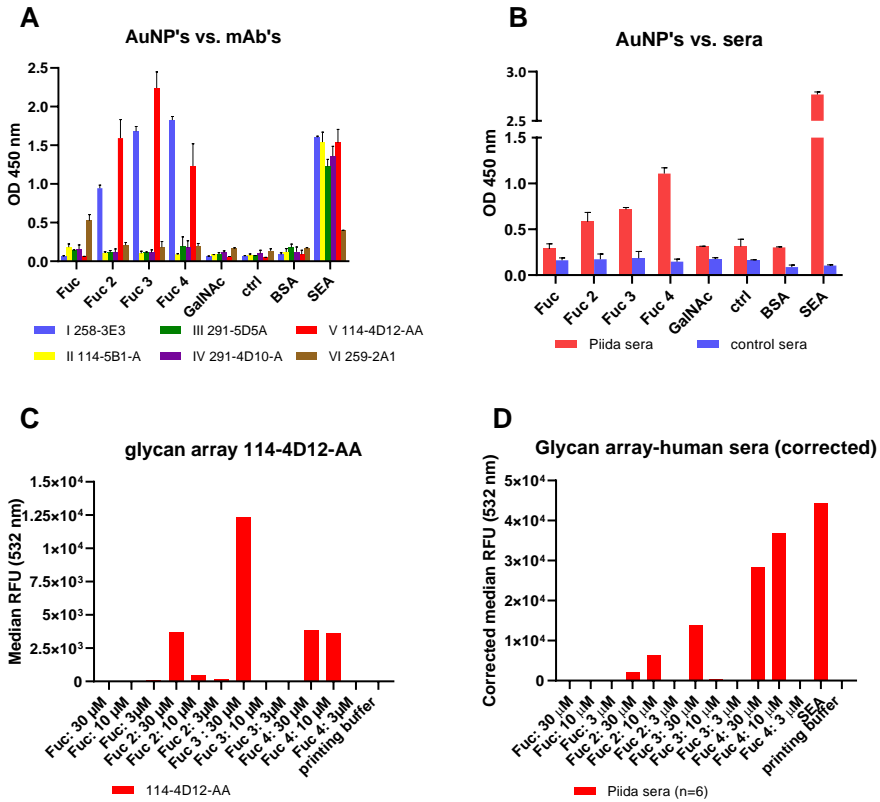 A
AuNP's vs. mAb's
OD 450 nm
2.5
2.0
1.5
1.0
0.5
0.0
Fuc
Fuc 2
Fuc 3
Fuc 4
GalNAc
ctrl
BSA
SEA
I 258-3E3
III 291-5D5A
V 114-4D12-AA
II 114-5B1-A
IV 291-4D10-A
VI 259-2A1
B
AuNP's vs. sera
OD 450 nm
3.0
2.5
1.5
1.0
0.5
0.0
Fuc
Fuc 2
Fuc 3
Fuc 4
GalNAc
ctrl
BSA
SEA
Piida sera
control sera
C
glycan array 114-4D12-AA
Median RFU (532 nm)
1.5×10⁴
1.25×10⁴
1×10⁴
7.5×10³
5×10³
2.5×10³
0
Fuc: 30 µM
Fuc: 10 µM
Fuc: 3µM
Fuc 2: 30 µM
Fuc 2: 10 µM
Fuc 2: 3µM
Fuc 3 : 30 µM
Fuc 3: 10 µM
Fuc 3: 3µM
Fuc 4: 30 µM
Fuc 4: 10 µM
Fuc 4: 3µM
printing buffer
114-4D12-AA
D
Glycan array-human sera (corrected)
Corrected median RFU (532 nm)
5×10⁴
4×10⁴
3×10⁴
2×10⁴
1×10⁴
0
Fuc: 30 µM
Fuc: 10 µM
Fuc: 3 µM
Fuc 2: 30 µM
Fuc 2: 10 µM
Fuc 2: 3 µM
Fuc 3: 30 µM
Fuc 3 : 10 µM
Fuc 3: 3 µM
Fuc 4: 30 µM
Fuc 4: 10 µM
Fuc 4: 3 µM
SEA
printing buffer
Piida sera (n=6)